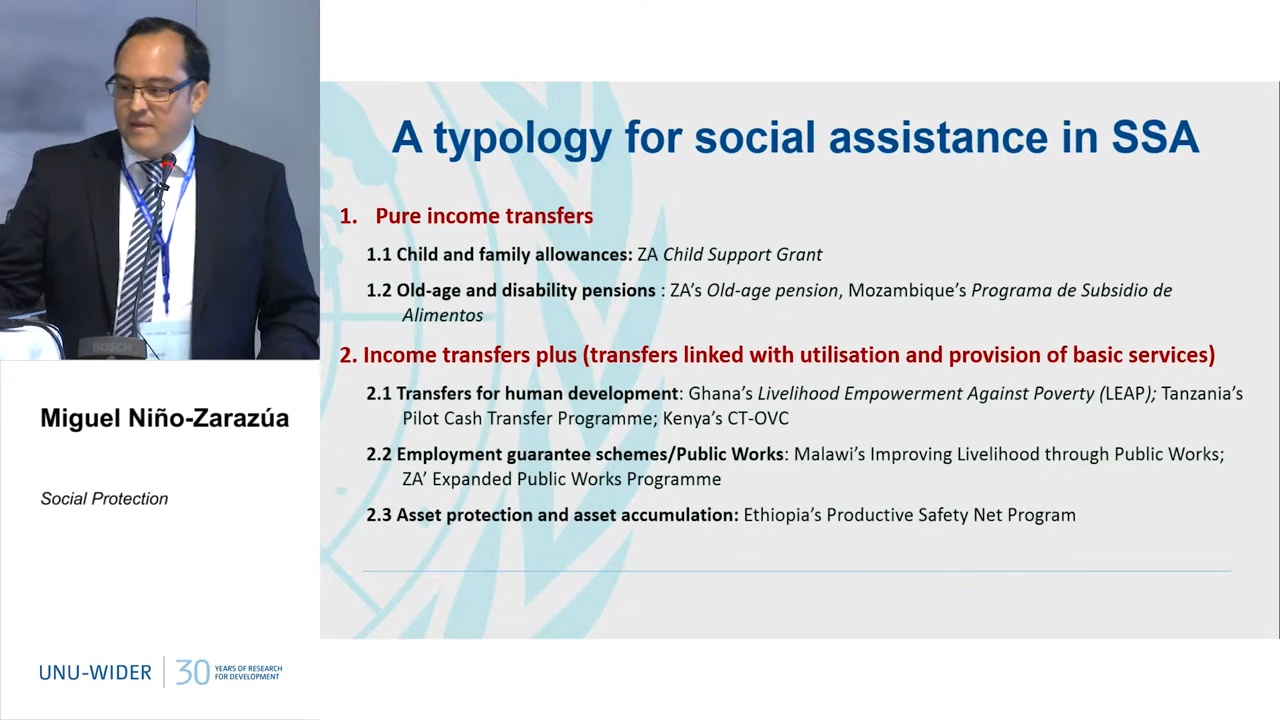 A typology for social assistance in SSA
1. Pure income transfers
1.1 Child and family allowances: ZA Child Support Grant
1.2 Old-age and disability pensions : ZA's Old-age pension, Mozambique's Programa de Subsidio de
Alimentos
2. Income transfers plus (transfers linked with utilisation and provision of basic services)
2.1 Transfers for human development: Ghana's Livelihood Empowerment Against Poverty (LEAP); Tanzania's
Pilot Cash Transfer Programme; Kenya's CT-OVC
2.2 Employment guarantee schemes/Public Works: Malawi's Improving Livelihood through Public Works;
ZA' Expanded Public Works Programme
2.3 Asset protection and asset accumulation: Ethiopia's Productive Safety Net Program
BOSCH
Miguel Niño-Zarazúa
Social Protection
UNU-WIDER
30 YEARS OF RESEARCH
FOR DEVELOPMENT